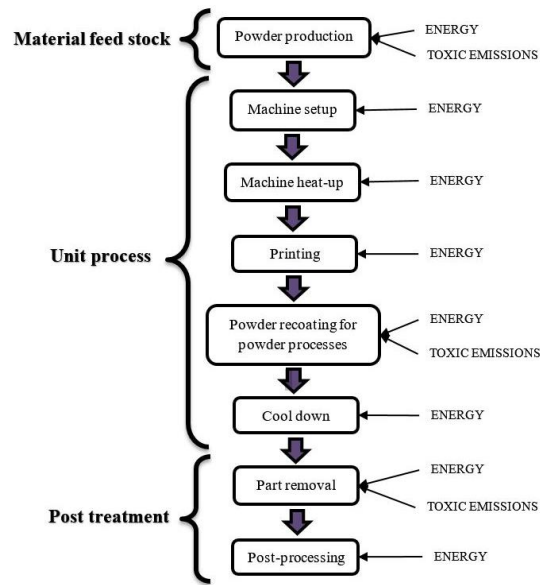 Material feed stock
Powder production
ENERGY
TOXIC EMISSIONS
Unit process
Machine setup
ENERGY
Machine heat-up
ENERGY
Printing
ENERGY
Powder recoating for
powder processes
ENERGY
TOXIC EMISSIONS
Cool down
ENERGY
Post treatment
Part removal
ENERGY
TOXIC EMISSIONS
Post-processing
ENERGY